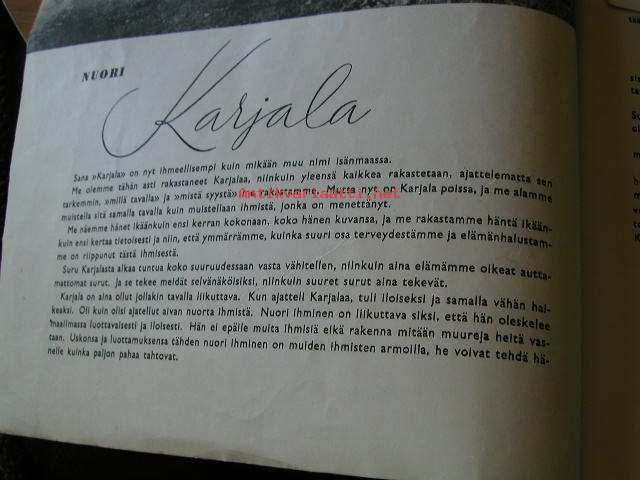 NUORI
Karjala
Sana »Karjala» on nyt ihmeellisempi kuin mikään muu nimi isänmaassa.
Me olemme tähän asti rakastaneet Karjalaa, niinkuin yleensä kaikkea rakastetaan, ajattelematta sen
tarkemmin, »millä tavalla» ja »mistä syystä» me rakastamme. Mutta nyt on Karjala poissa, ja me alamme
muistella sitä samalla tavalla kuin muistellaan ihmistä, jonka on menettänyt.
Me näemme hänet ikäänkuin ensi kerran kokonaan, koko hänen kuvansa, ja me rakastamme häntä ikään-
kuin ensi kertaa tietoisesti ja niin, että ymmärrämme, kuinka suuri osa terveydestämme ja elämänhalustam-
me on riippunut tästä ihmisestä.
Suru Karjalasta alkaa tuntua koko suuruudessaan vasta vähitellen, niinkuin aina elämämme oikeat autta-
mattomat surut. Ja se tekee meidät selvänäköisiksi, niinkuin suuret surut aina tekevät.
Karjala on aina ollut jollakin tavalla liikuttava. Kun ajatteli Karjalaa, tuli iloiseksi ja samalla vähän hai-
keaksi. Oli kuin olisi ajatellut aivan nuorta ihmistä. Nuori ihminen on liikuttava siksi, että hän oleskelee
maailmassa luottavaisesti ja iloisesti. Hän ei epäile muita ihmisiä eikä rakenna mitään muureja heitä vas-
taan. Uskonsa ja luottamuksensa tähden nuori ihminen on muiden ihmisten armoilla, he voivat tehdä hä-
nelle kuinka paljon pahaa tahtovat.